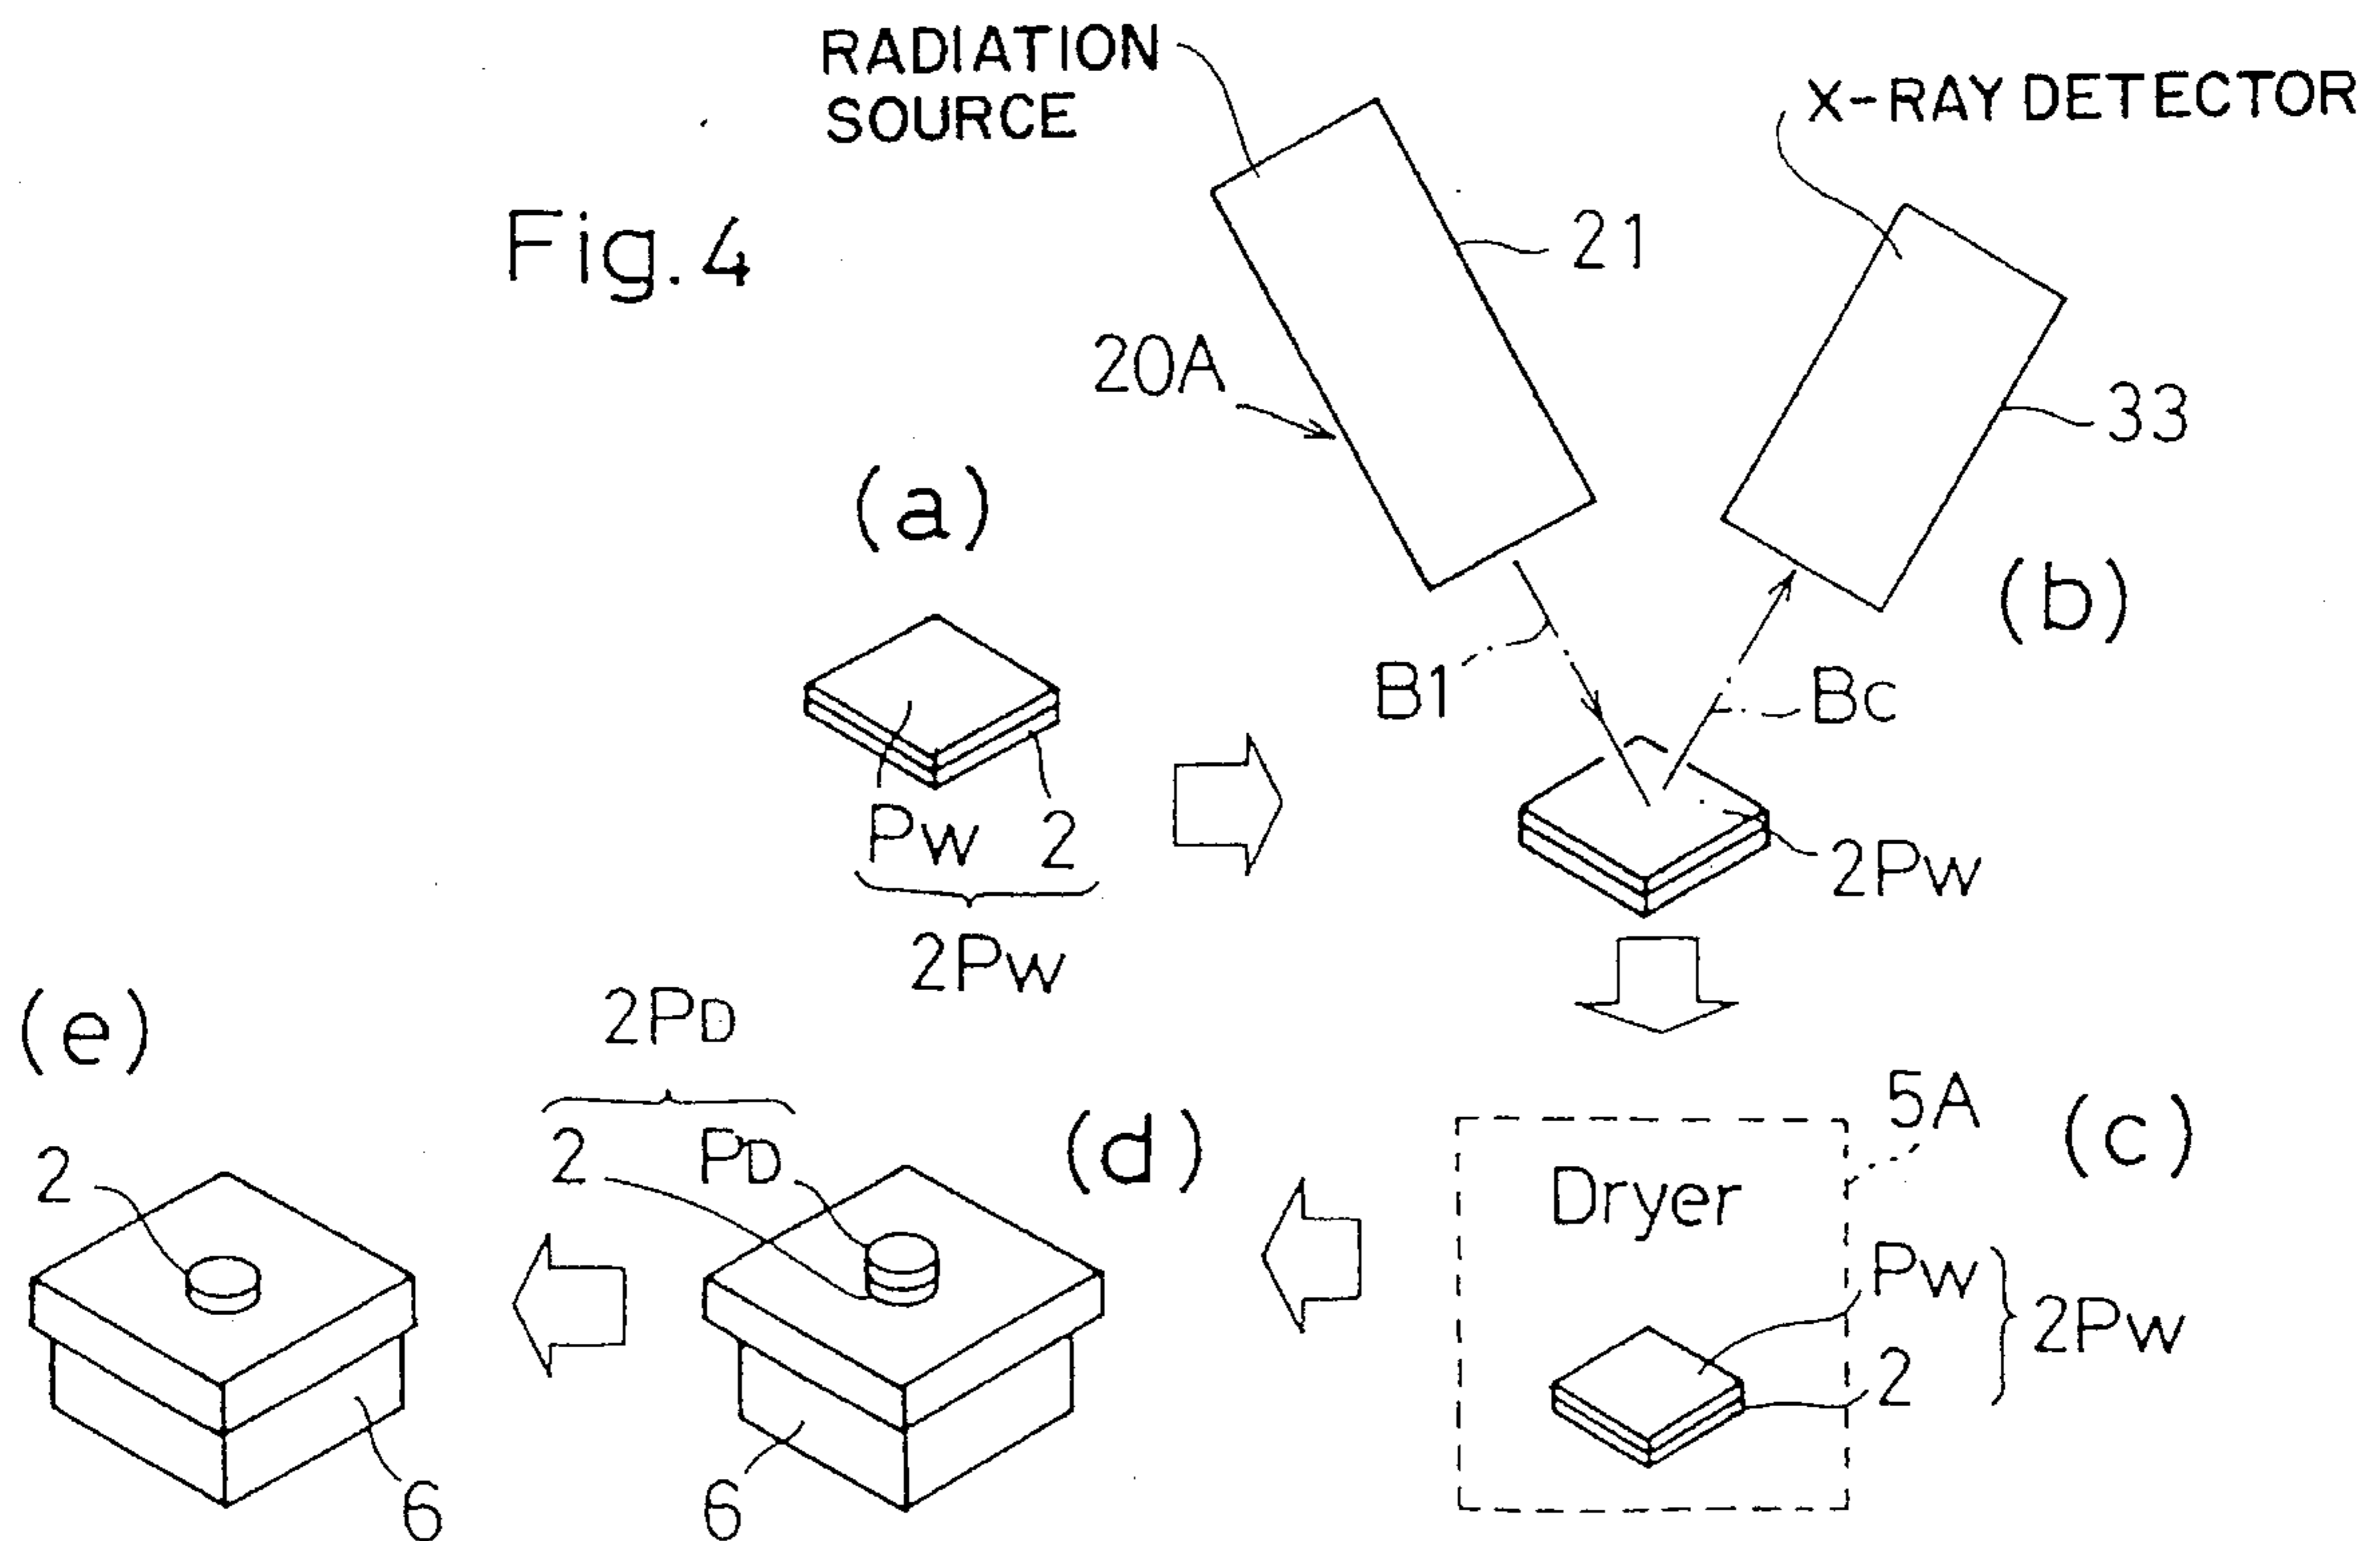 RADIATION
SOURCE
X-RAY DETECTOR
Fig. 4
21
20A
33
(a)
(b)
B1
Bc
Pw 2
2Pw
2Pw
(e)
2PD
5A
(c)
2
2
PD
(d)
Dryer
Pw
2Pw
2
6
6